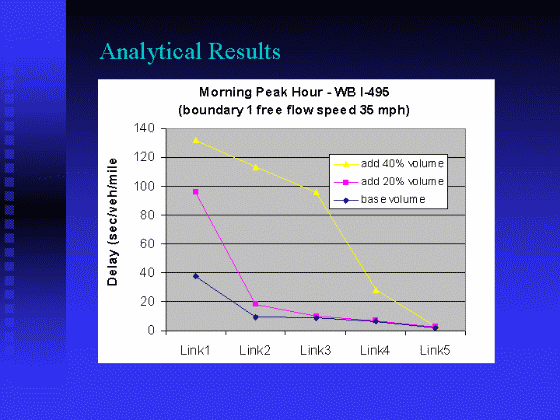 Analytical Results
Morning Peak Hour - WB I-495
(boundary 1 free flow speed 35 mph)
Delay (sec/veh/mile
140
120
100
80
60
40
20
0
add 40% volume
add 20% volume
base volume
Link1 Link2 Link3 Link4 Link5